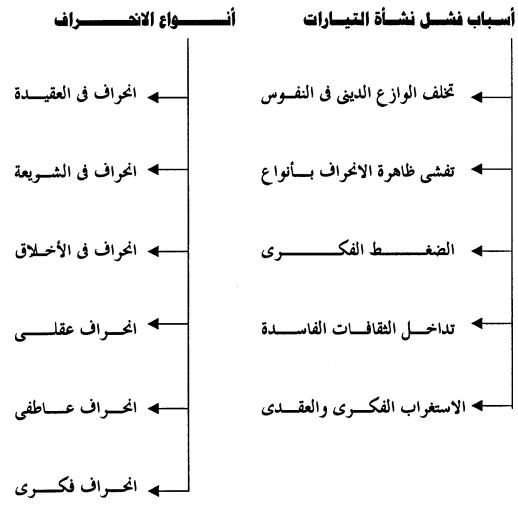 أسباب فشل نشأة التيارات
تخلف الوازع الدينى فى النفوس
تفشى ظاهرة الانحراف بأنواع
الضغط الفكرى
تداخل الثقافات الفاسدة
الاستغراب الفكرى والعقدى
أنواع الانحراف
انحراف فى العقيدة
انحراف فى الشريعة
انحراف فى الأخلاق
انحراف عقلى
انحراف عاطفى
انحراف فكرى